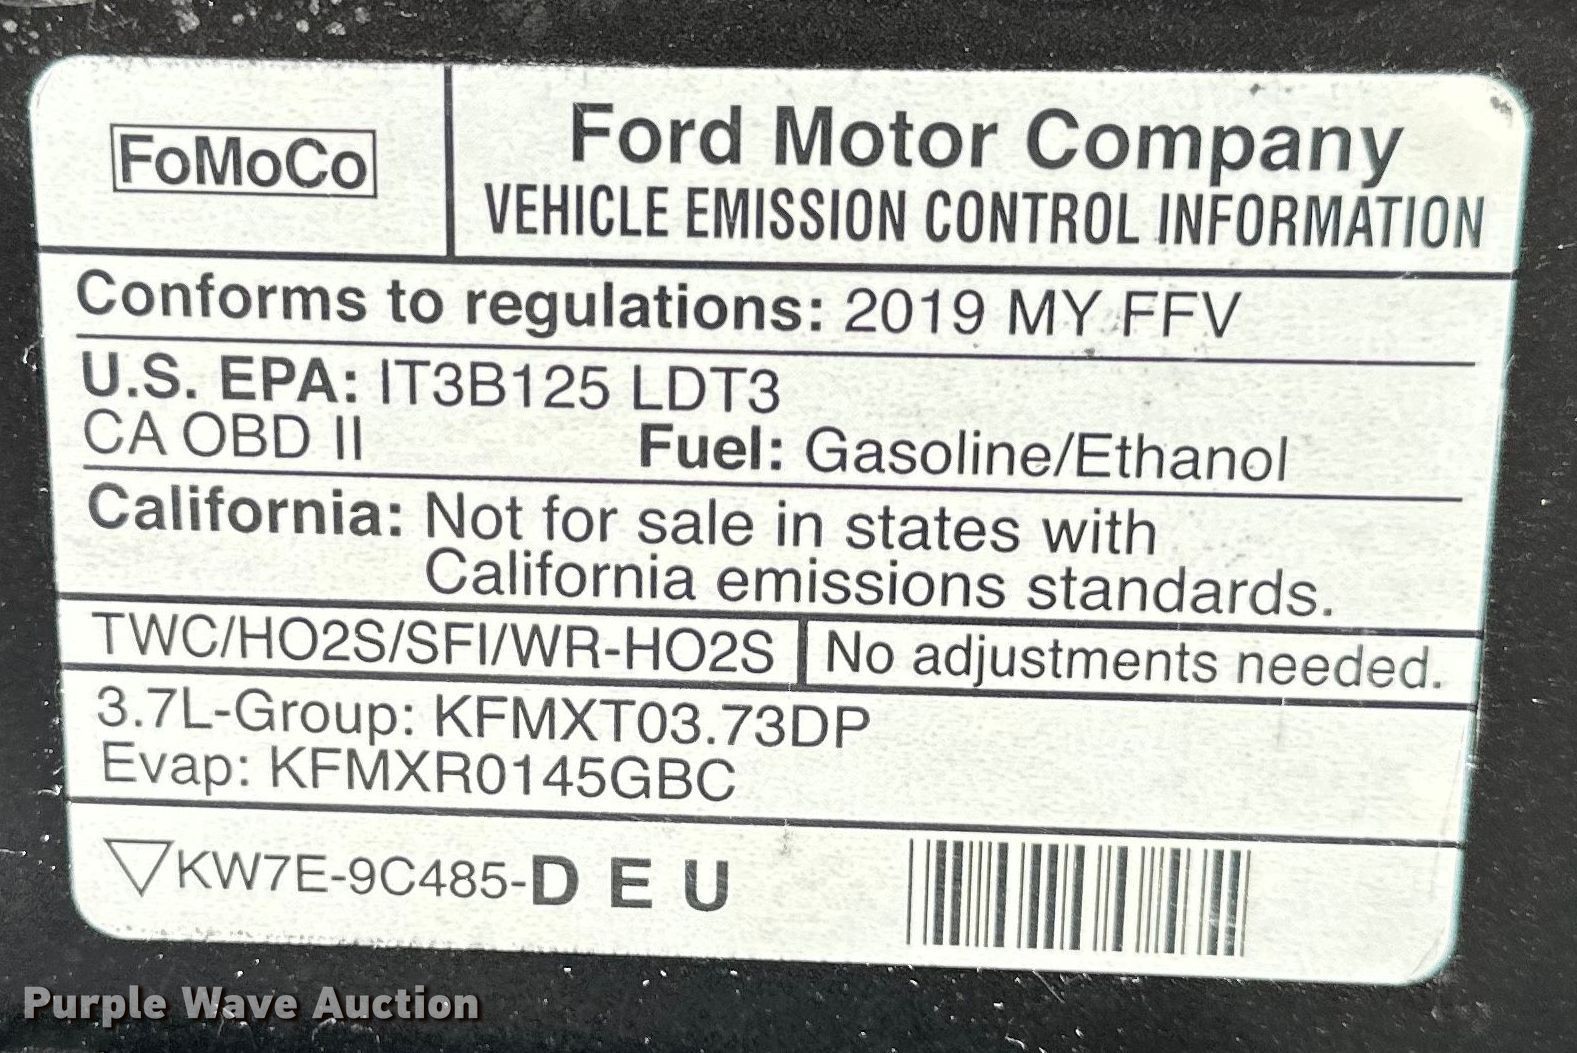 FoMoCo
Ford Motor Company
VEHICLE EMISSION CONTROL INFORMATION
Conforms to regulations: 2019 MY FFV
U.S. EPA: IT3B125 LDT3
CA OBD II Fuel: Gasoline/Ethanol
California: Not for sale in states with
California emissions standards.
TWC/HO2S/SFI/WR-HO2S No adjustments needed.
3.7L-Group: KFMXT03.73DP
Evap: KFMXR0145GBC
KW7E-9C485-D E U
Purple Wave Auction